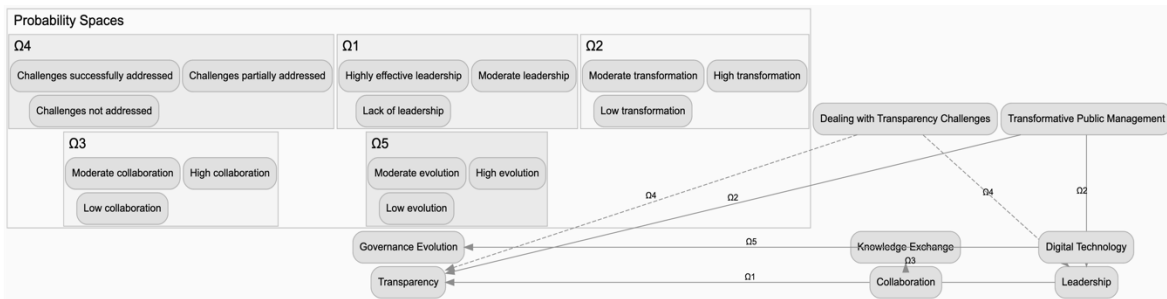 Probability Spaces
Ω4
Ω1
Ω2
Challenges successfully addressed
Challenges partially addressed
Highly effective leadership
Moderate leadership
Moderate transformation
High transformation
Challenges not addressed
Lack of leadership
Low transformation
Dealing with Transparency Challenges
Transformative Public Management
Ω3
Ω5
Moderate collaboration
High collaboration
Moderate evolution
High evolution
Low collaboration
Low evolution
Ω4
Ω2
Ω4
Ω2
Governance Evolution
Ω5
Knowledge Exchange
Digital Technology
Ω3
Transparency
Ω1
Collaboration
Leadership